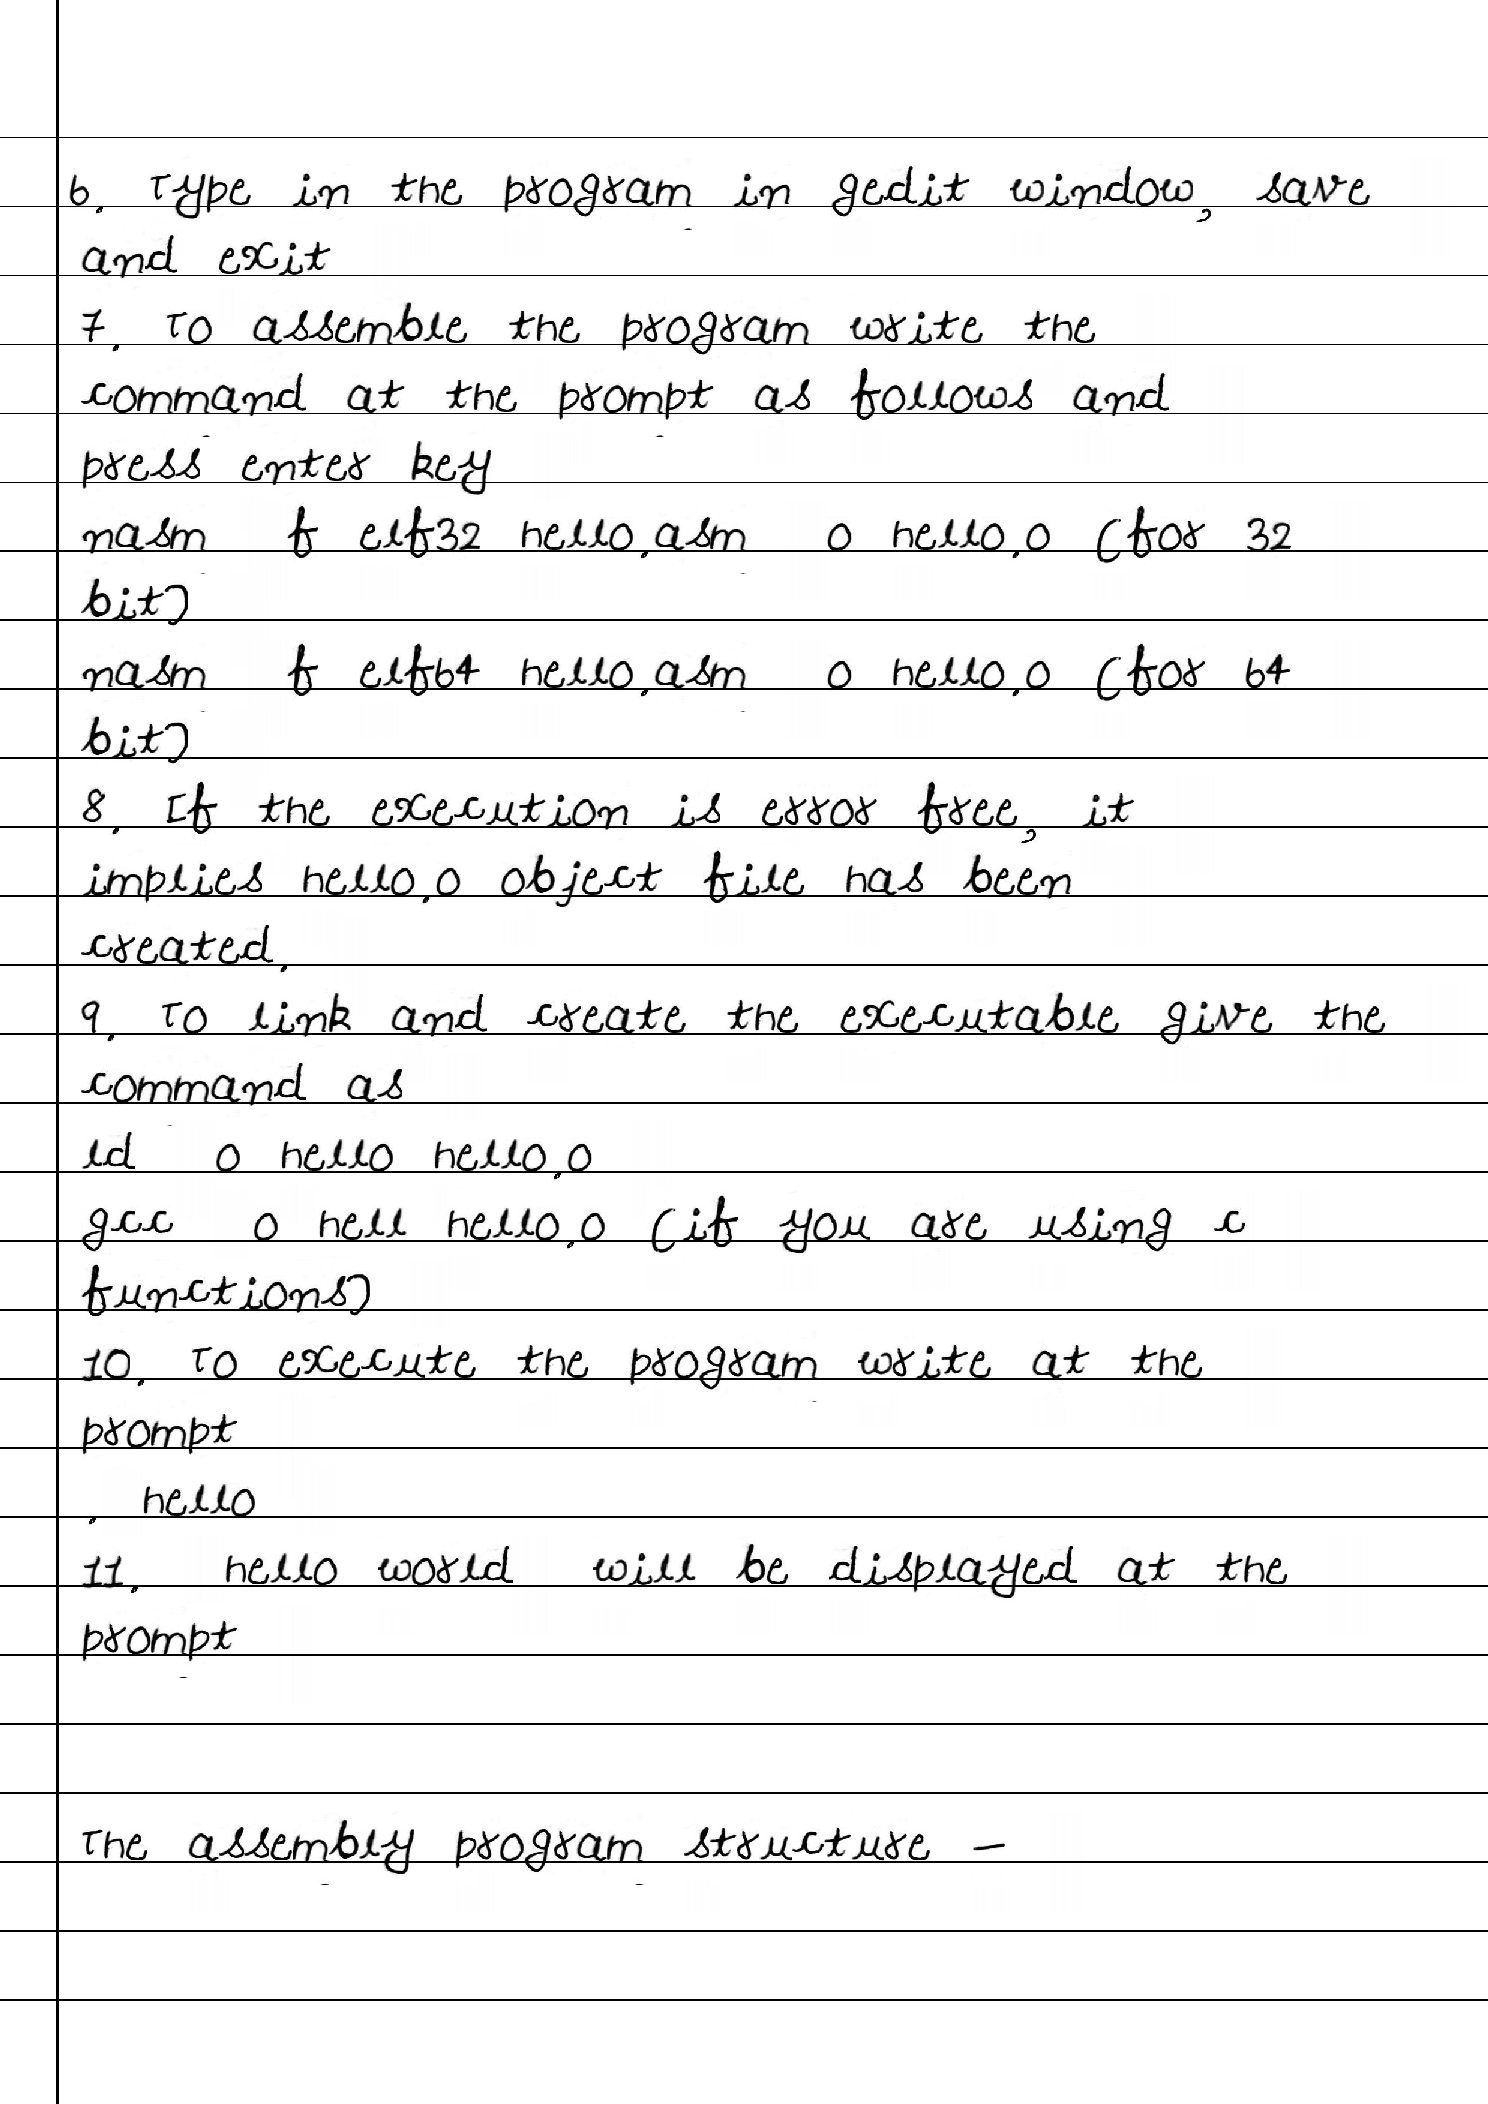 6. Type in the program in gedit window, save
and exit
7. To assemble the program write the
command at the prompt as follows and
press enter key
nasm  f elf32 hello.asm  o hello.o (for 32
bit)
nasm  f elf64 hello.asm  o hello.o (for 64
bit)
8. If the execution is error free, it
implies hello.o object file has been
created.
9. To link and create the executable give the
command as
ld  o hello hello.o
gcc  o hell hello.o (if you are using c
functions)
10. To execute the program write at the
prompt
. hello
11.  hello world  will be displayed at the
prompt
The assembly program structure –